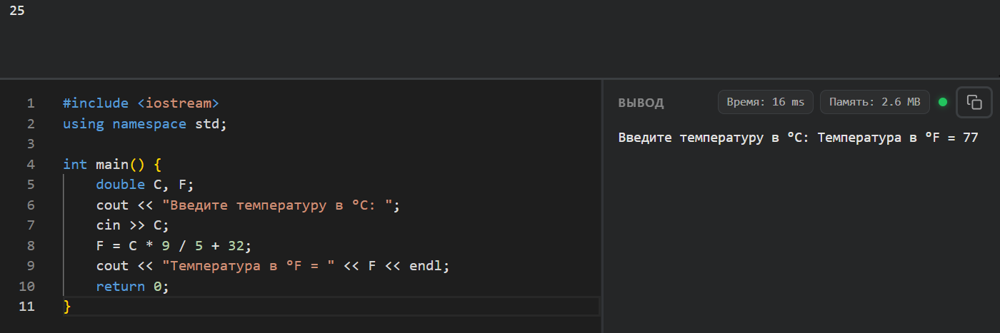 25
1 #include <iostream>
2 using namespace std;
3
4 int main() {
5     double C, F;
6     cout << "Введите температуру в °C: ";
7     cin >> C;
8     F = C * 9 / 5 + 32;
9     cout << "Температура в °F = " << F << endl;
10     return 0;
11 }
ВЫВОД Время: 16 ms Память: 2.6 MB
Введите температуру в °C: Температура в °F = 77